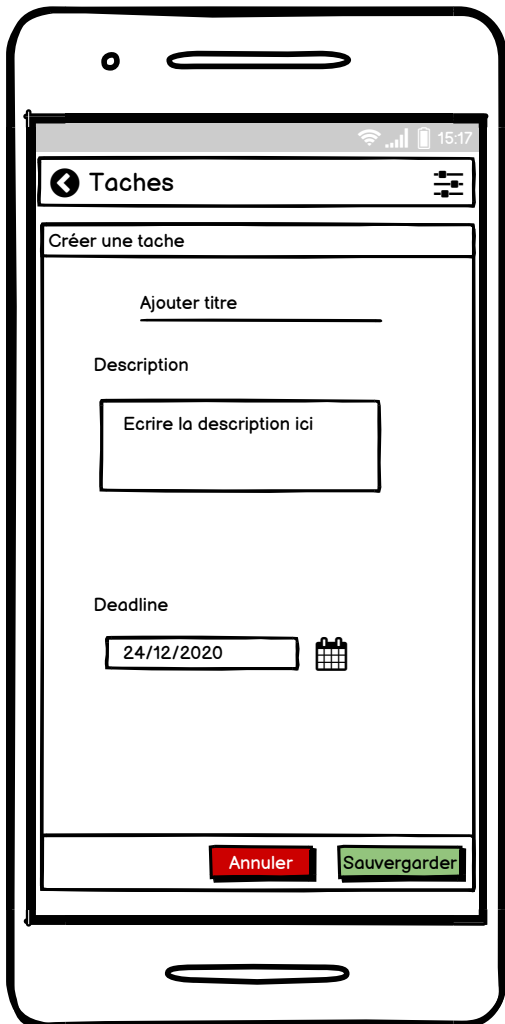 15:17
Taches
Créer une tache
Ajouter titre
Description
Ecrire la description ici
Deadline
24/12/2020
Annuler
Sauvergarder